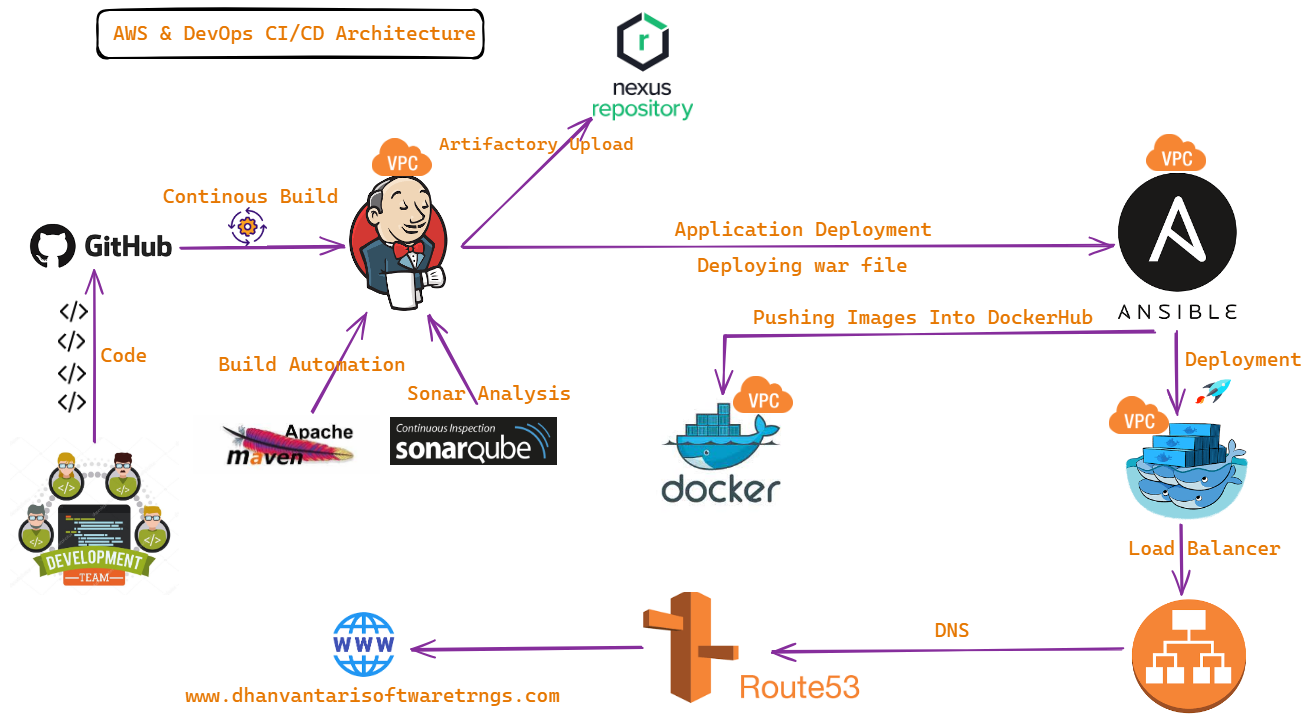 AWS & DevOps CI/CD Architecture
nexus
repository
Artifactory Upload
VPC
VPC
Continous Build
GitHub
Application Deployment
Deploying war file
ANSIBLE
Pushing Images Into DockerHub
</>
</>
</>
</>
Code
Build Automation
Sonar Analysis
Deployment
VPC
VPC
Apache
maven
Continuous Inspection
sonarqube
docker
</>
</>
</>
</>
DEVELOPMENT
TEAM
Load Balancer
DNS
WWW
Route53
www.dhanvantarisoftwaretrngs.com